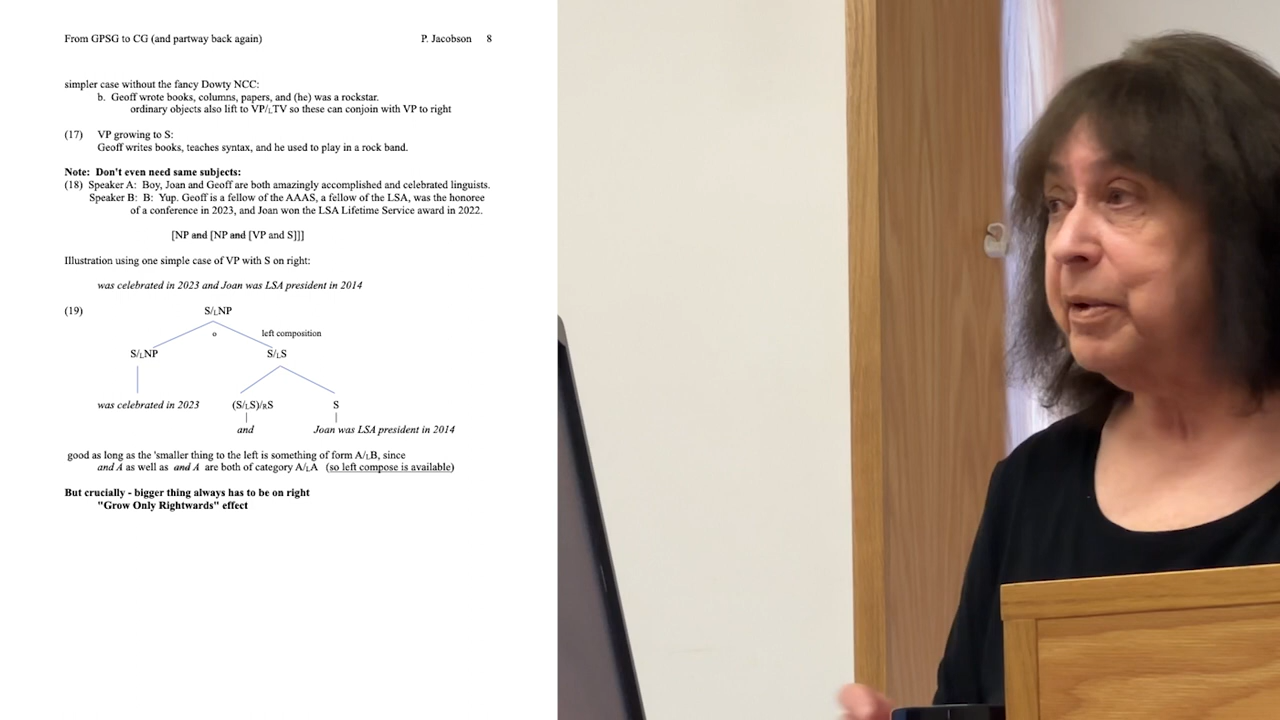 From GPSG to CG (and partway back again) P. Jacobson 8
simpler case without the fancy Dowty NCC:
b. Geoff wrote books, columns, papers, and (he) was a rockstar.
ordinary objects also lift to VP/LTV so these can conjoin with VP to right
(17) VP growing to S:
Geoff writes books, teaches syntax, and he used to play in a rock band.
Note: Don't even need same subjects:
(18) Speaker A: Boy, Joan and Geoff are both amazingly accomplished and celebrated linguists.
Speaker B: B: Yup. Geoff is a fellow of the AAAS, a fellow of the LSA, was the honoree
of a conference in 2023, and Joan won the LSA Lifetime Service award in 2022.
[NP and [NP and [VP and S]]]
Illustration using one simple case of VP with S on right:
was celebrated in 2023 and Joan was LSA president in 2014
(19) S/LNP
o left composition
S/LNP S/LS
was celebrated in 2023 (S/LS)/RS S
and Joan was LSA president in 2014
good as long as the 'smaller thing to the left is something of form A/LB, since
and A as well as and A are both of category A/LA (so left compose is available)
But crucially - bigger thing always has to be on right
"Grow Only Rightwards" effect